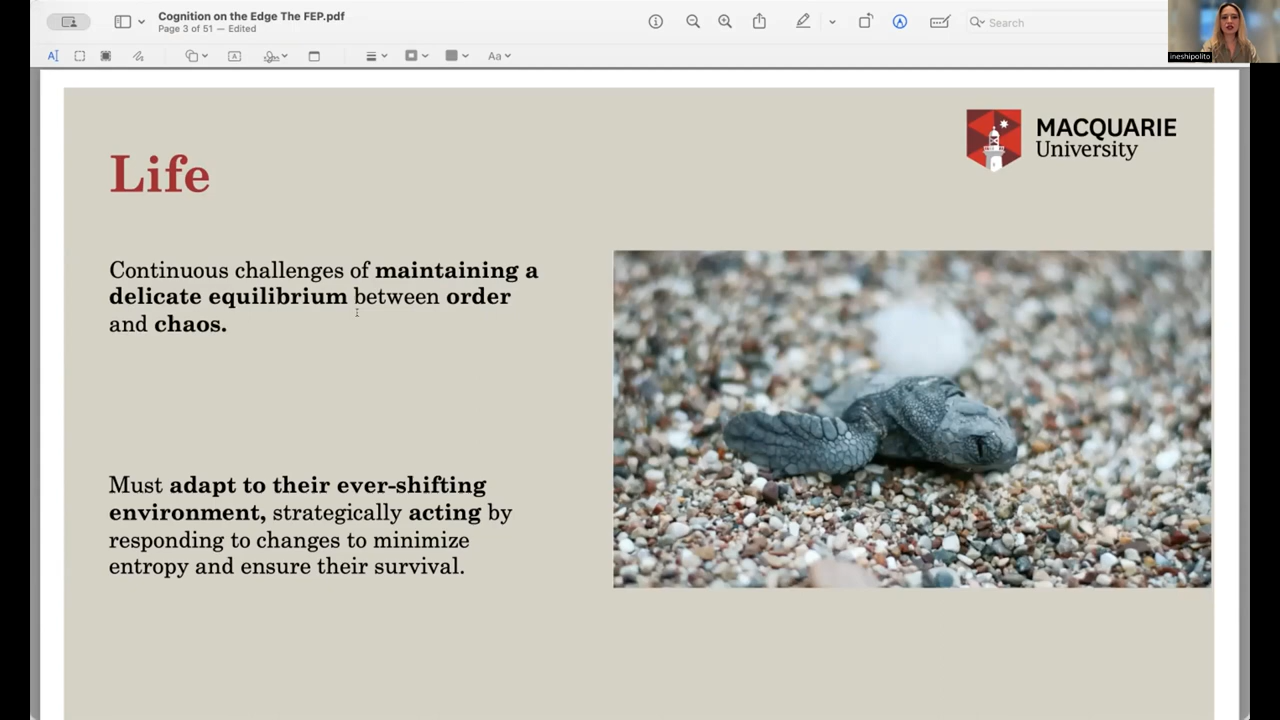 Cognition on the Edge The FEP.pdf
Page 3 of 51 — Edited
Search
ineshipolito
Aa
MACQUARIE
University
Life
Continuous challenges of maintaining a
delicate equilibrium between order
and chaos.
Must adapt to their ever-shifting
environment, strategically acting by
responding to changes to minimize
entropy and ensure their survival.